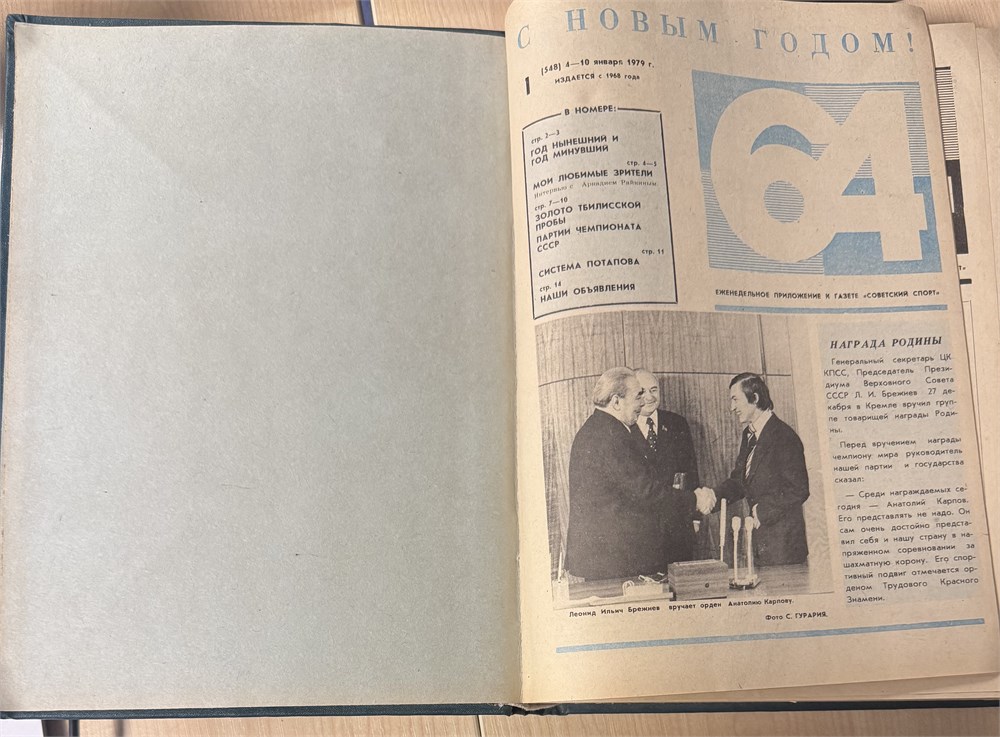 С НОВЫМ ГОДОМ!
1 (548) 4—10 января 1979 г.
ИЗДАЕТСЯ с 1968 года
В НОМЕРЕ:
стр. 2—3
ГОД НЫНЕШНИЙ И
ГОД МИНУВШИЙ
стр. 4—5
МОИ ЛЮБИМЫЕ ЗРИТЕЛИ
Интервью с Аркадием Райкиным
стр. 7—10
ЗОЛОТО ТБИЛИССКОЙ
ПРОБЫ
ПАРТИИ ЧЕМПИОНАТА
СССР
стр. 11
СИСТЕМА ПОТАПОВА
стр. 14
НАШИ ОБЪЯВЛЕНИЯ
64
ЕЖЕНЕДЕЛЬНОЕ ПРИЛОЖЕНИЕ К ГАЗЕТЕ «СОВЕТСКИЙ СПОРТ»
Леонид Ильич Брежнев вручает орден Анатолию Карпову.
Фото С. ГУРАРИЯ.
НАГРАДА РОДИНЫ
Генеральный секретарь ЦК
КПСС, Председатель Прези-
диума Верховного Совета
СССР Л. И. Брежнев 27 де-
кабря в Кремле вручил груп-
пе товарищей награды Роди-
ны.
Перед вручением награды
чемпиону мира руководитель
нашей партии и государства
сказал:
— Среди награждаемых се-
годня — Анатолий Карпов.
Его представлять не надо. Он
сам очень достойно предста-
вил себя и нашу страну в на-
пряженном соревновании за
шахматную корону. Его спор-
тивный подвиг отмечается ор-
деном Трудового Красного
Знамени.